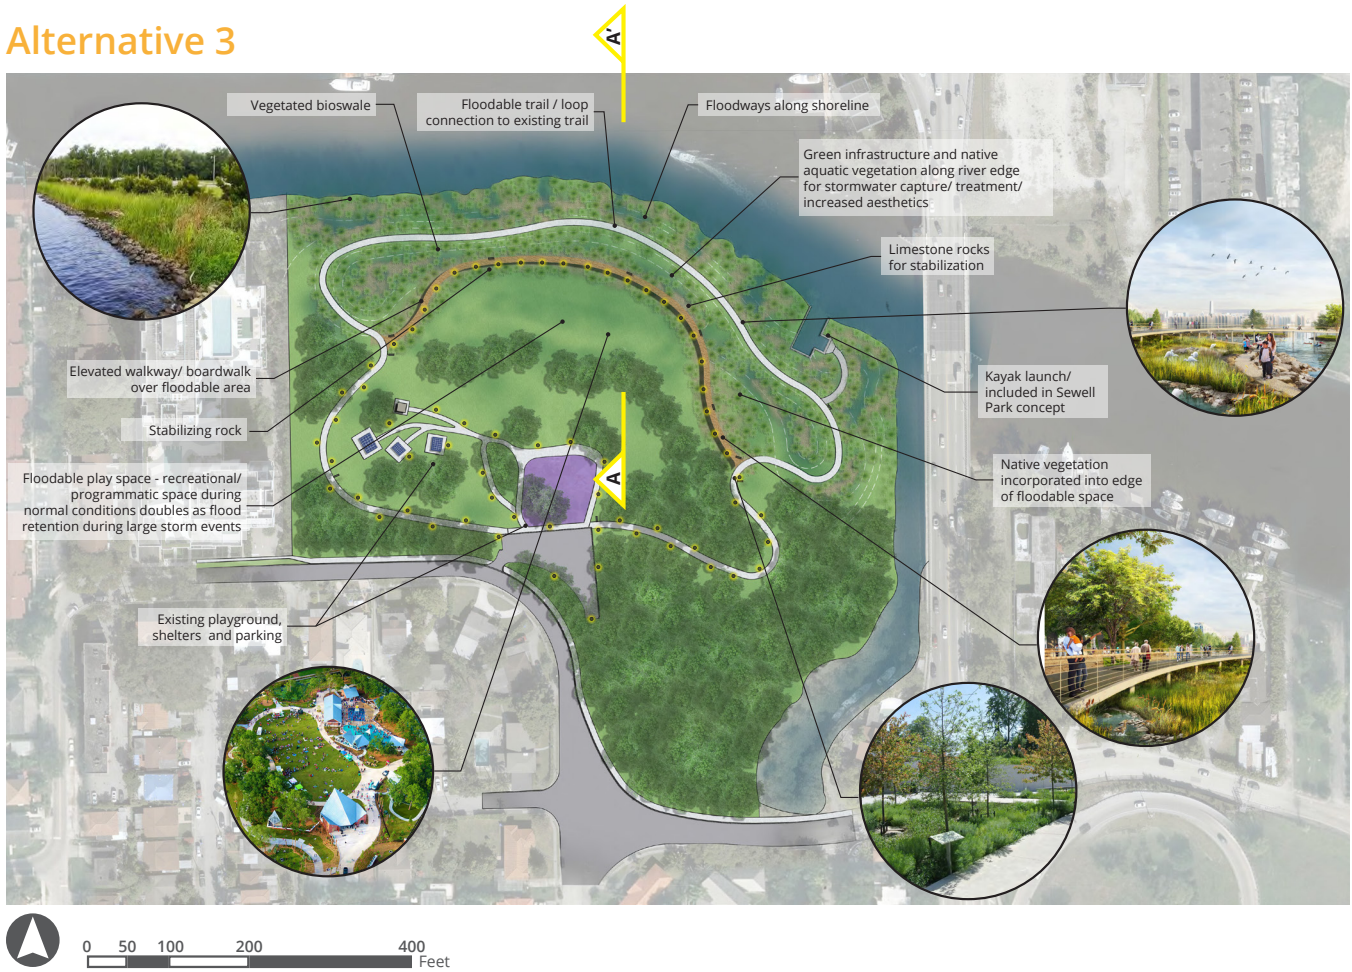 Alternative 3
A'
Vegetated bioswale
Floodable trail / loop
connection to existing trail
Floodways along shoreline
Green infrastructure and native
aquatic vegetation along river edge
for stormwater capture/ treatment/
increased aesthetics
Limestone rocks
for stabilization
Elevated walkway/ boardwalk
over floodable area
Kayak launch/
included in Sewell
Park concept
Stabilizing rock
Native vegetation
incorporated into edge
of floodable space
Floodable play space - recreational/
programmatic space during
normal conditions doubles as flood
retention during large storm events
A
Existing playground,
shelters and parking
0 50 100 200 400
Feet